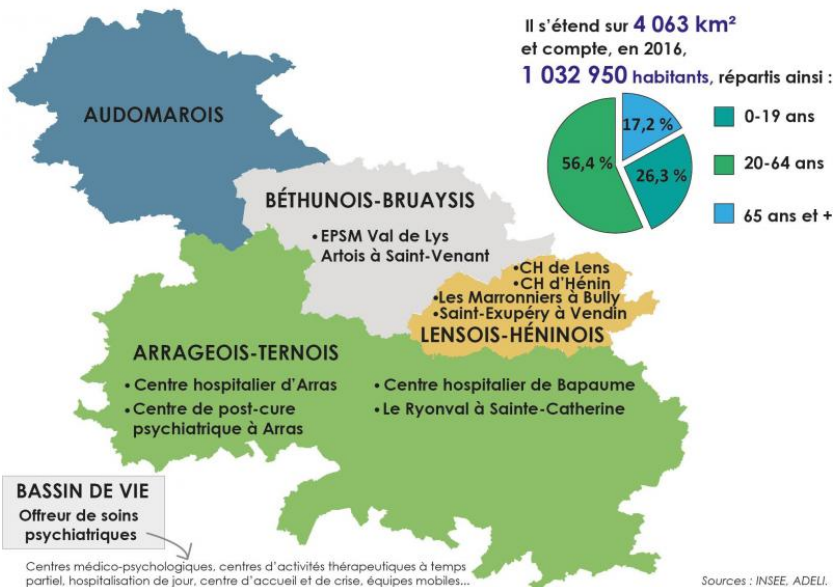 Il s'étend sur 4 063 km²
et compte, en 2016,
1 032 950 habitants, répartis ainsi :
17,2 %
56,4 %
26,3 %
0-19 ans
20-64 ans
65 ans et +
AUDOMAROIS
BÉTHUNOIS-BRUAYSIS
• EPSM Val de Lys
Artois à Saint-Venant
• CH de Lens
• CH d'Hénin
• Les Marronniers à Bully
• Saint-Exupéry à Vendin
LENSOIS-HÉNINOIS
ARRAGEOIS-TERNOIS
• Centre hospitalier d'Arras
• Centre de post-cure
psychiatrique à Arras
• Centre hospitalier de Bapaume
• Le Ryonval à Sainte-Catherine
BASSIN DE VIE
Offreur de soins
psychiatriques
Centres médico-psychologiques, centres d'activités thérapeutiques à temps
partiel, hospitalisation de jour, centre d'accueil et de crise, équipes mobiles...
Sources : INSEE, ADELI.